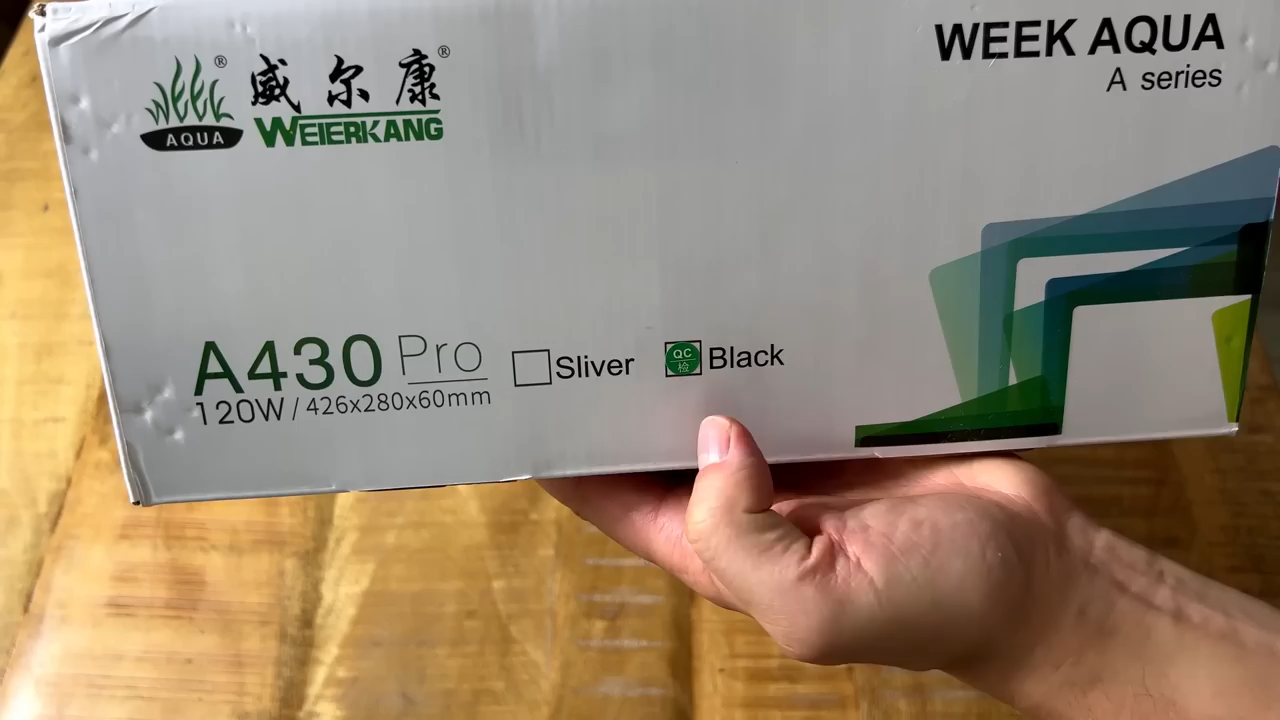 WEEK AQUA
A series
AQUA
®
威尔康®
WEIERKANG
A430 Pro
120W / 426x280x60mm
Sliver
QC
检
Black